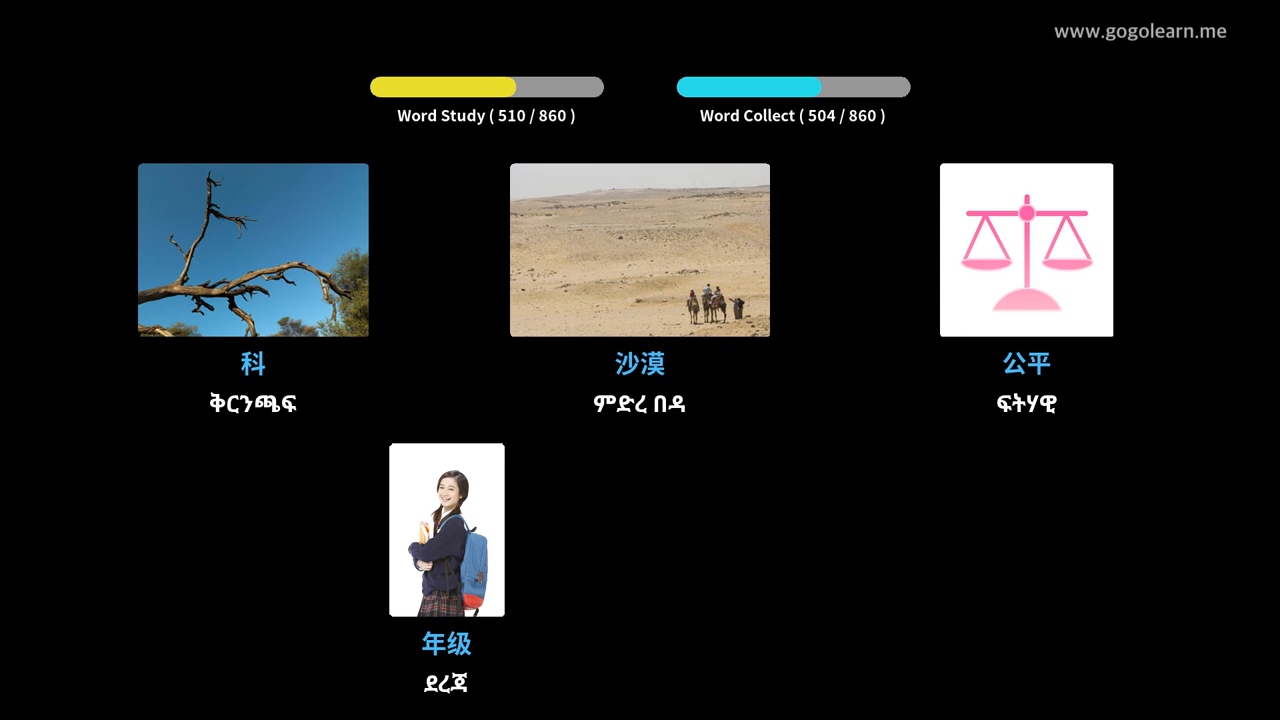 www.gogolearn.me
Word Study ( 510 / 860 )
Word Collect ( 504 / 860 )
科
ቅርንጫፍ
沙漠
ምድረ በዳ
公平
ፍትሃዊ
年级
ደረጃ